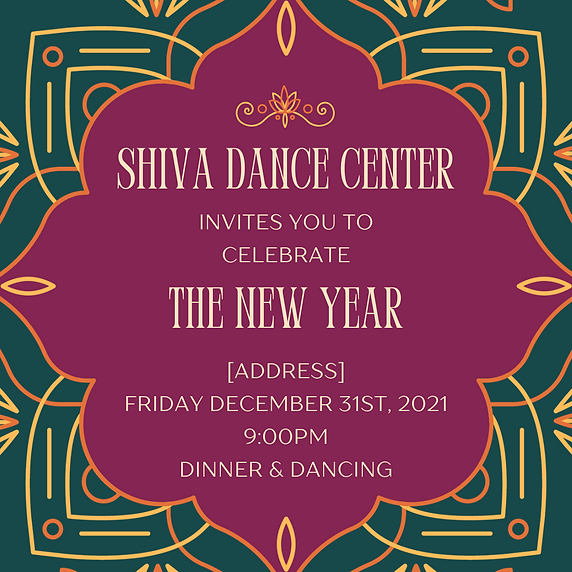 SHIVA DANCE CENTER
INVITES YOU TO
CELEBRATE
THE NEW YEAR
[ADDRESS]
FRIDAY DECEMBER 31ST, 2021
9:00PM
DINNER & DANCING